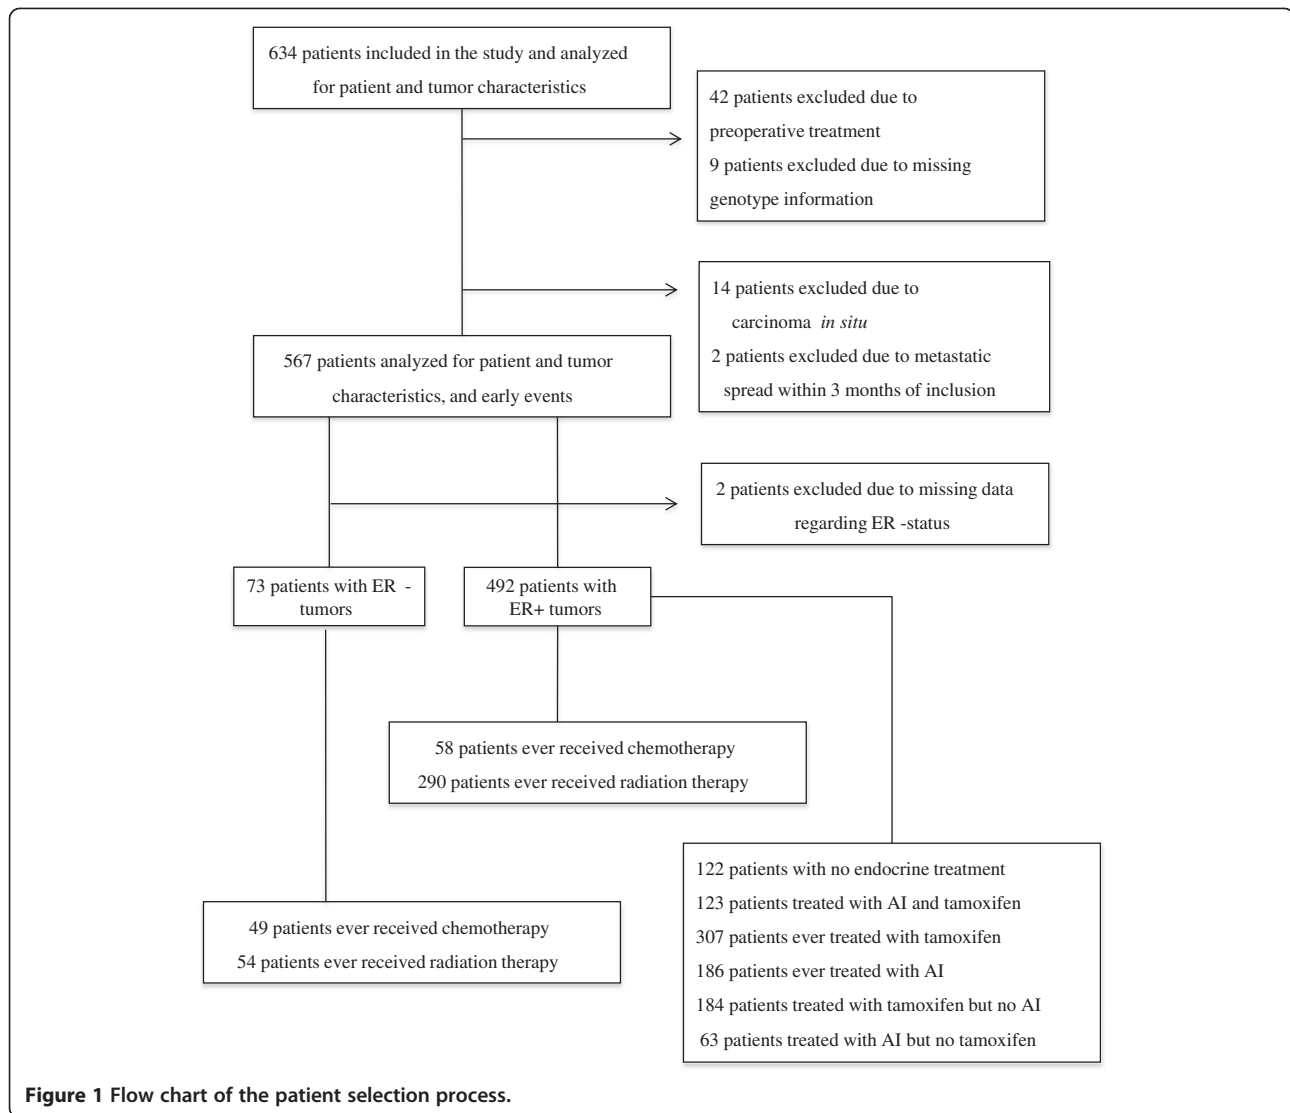 634 patients included in the study and analyzed
for patient and tumor characteristics
42 patients excluded due to
preoperative treatment
9 patients excluded due to missing
genotype information
14 patients excluded due to
carcinoma in situ
2 patients excluded due to metastatic
spread within 3 months of inclusion
567 patients analyzed for patient and tumor
characteristics, and early events
2 patients excluded due to missing data
regarding ER -status
73 patients with ER -
tumors
492 patients with
ER+ tumors
58 patients ever received chemotherapy
290 patients ever received radiation therapy
49 patients ever received chemotherapy
54 patients ever received radiation therapy
122 patients with no endocrine treatment
123 patients treated with AI and tamoxifen
307 patients ever treated with tamoxifen
186 patients ever treated with AI
184 patients treated with tamoxifen but no AI
63 patients treated with AI but no tamoxifen
Figure 1 Flow chart of the patient selection process.